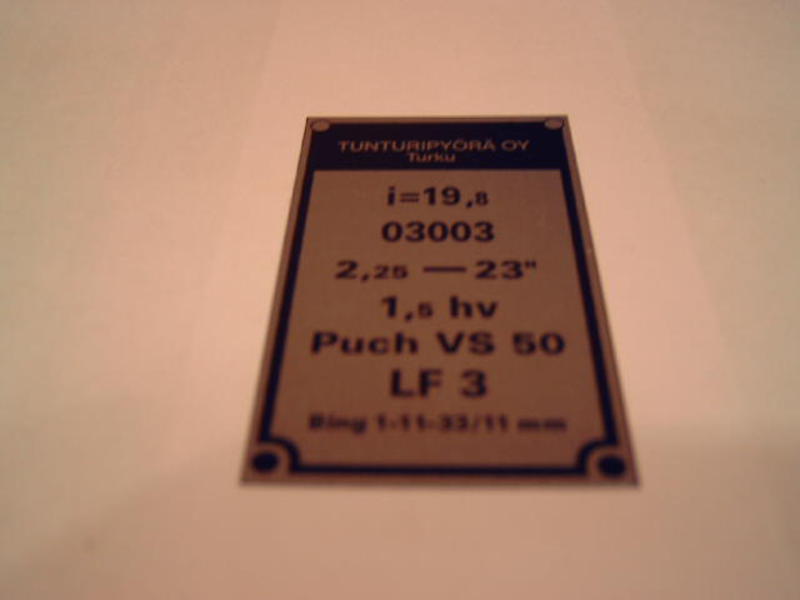 TUNTURIPYÖRÄ OY
Turku
i=19,8
03003
2,25 — 23"
1,5 hv
Puch VS 50
LF 3
Ring 1-11-33/11 mm